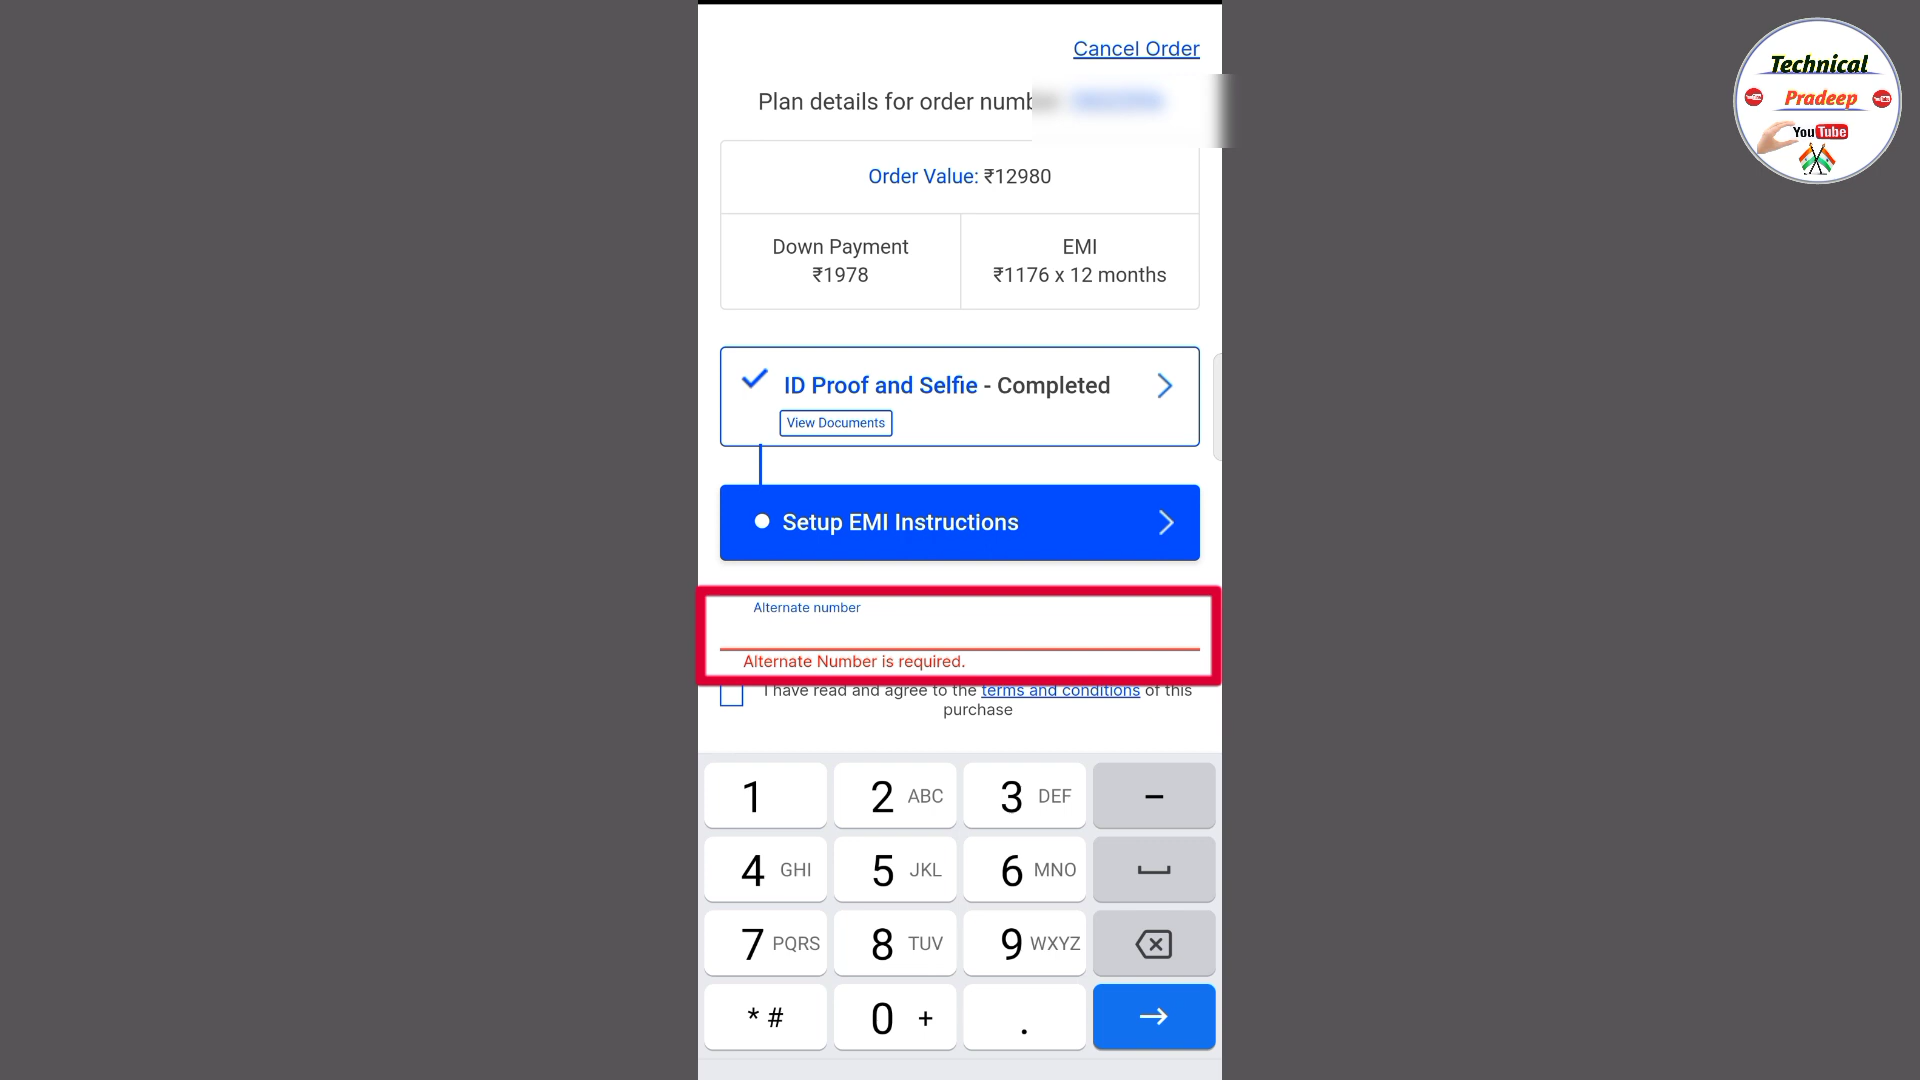 Cancel Order
Plan details for order numb
Order Value: ₹12980
Down Payment
₹1978
EMI
₹1176 x 12 months
ID Proof and Selfie - Completed
View Documents
Setup EMI Instructions
Alternate number
Alternate Number is required.
I have read and agree to the terms and conditions of this
purchase
1
2 ABC
3 DEF
-
4 GHI
5 JKL
6 MNO
7 PQRS
8 TUV
9 WXYZ
* #
0 +
.
Technical
Pradeep
YouTube